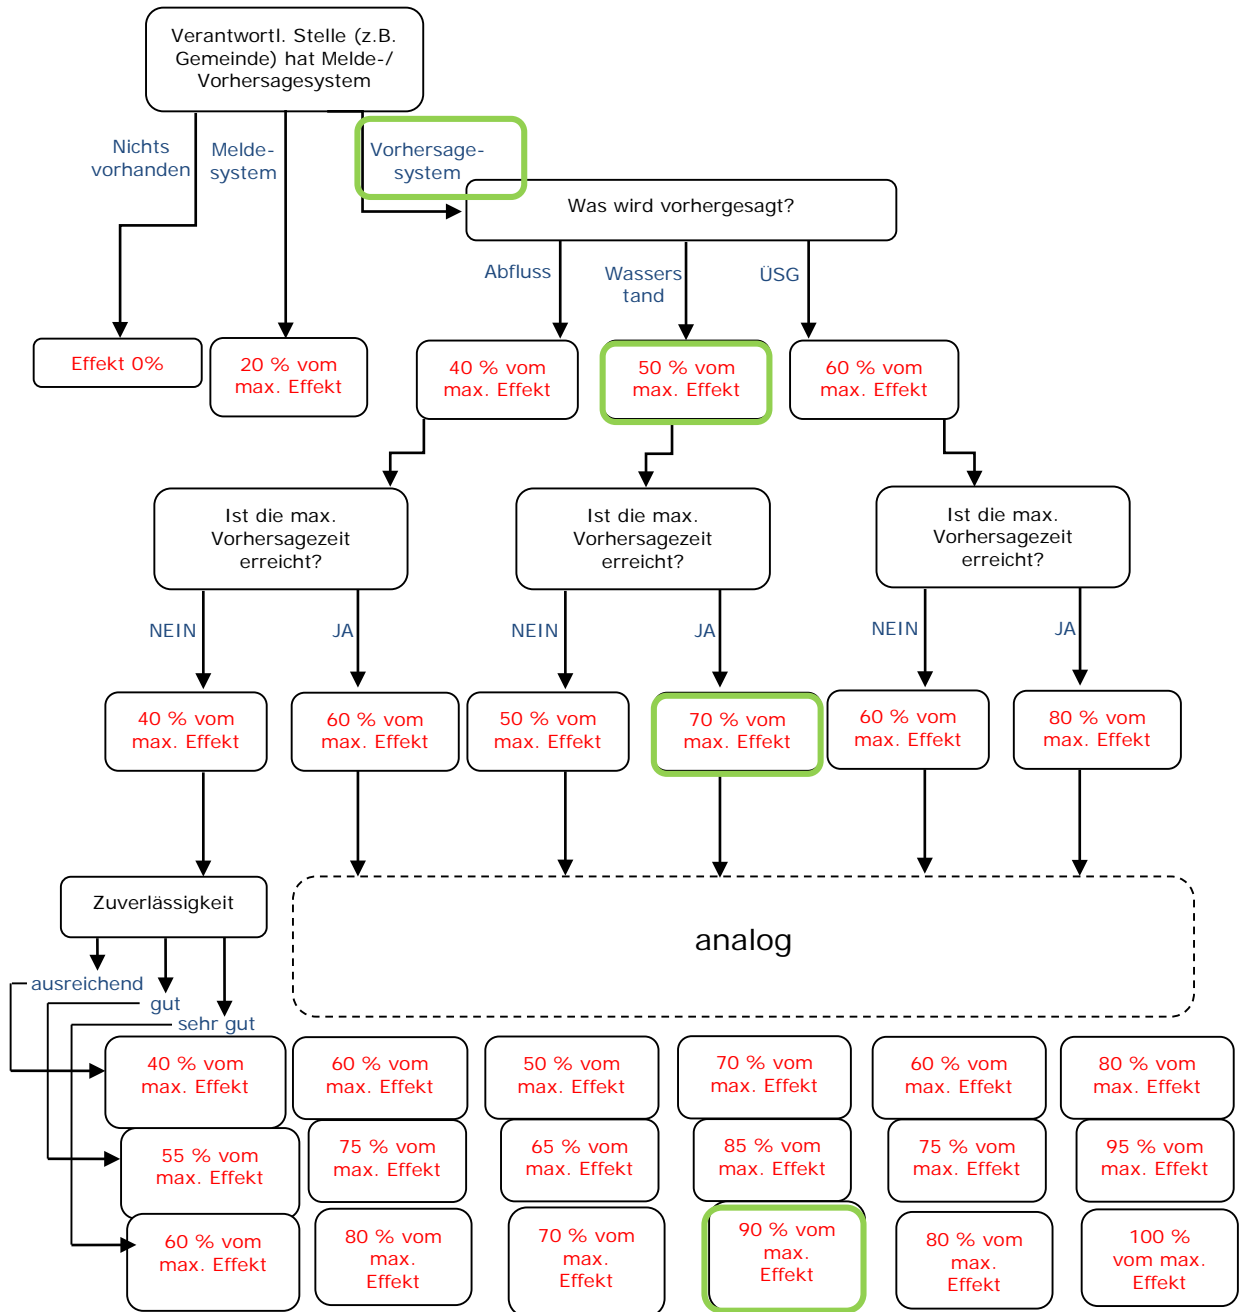 Verantwortl. Stelle (z.B.
Gemeinde) hat Melde-/
Vorhersagesystem
Nichts
vorhanden
Melde-
system
Vorhersage-
system
Was wird vorhergesagt?
Abfluss
Wassers
tand
ÜSG
Effekt 0%
20 % vom
max. Effekt
40 % vom
max. Effekt
50 % vom
max. Effekt
60 % vom
max. Effekt
Ist die max.
Vorhersagezeit
erreicht?
Ist die max.
Vorhersagezeit
erreicht?
Ist die max.
Vorhersagezeit
erreicht?
NEIN
JA
NEIN
JA
NEIN
JA
40 % vom
max. Effekt
60 % vom
max. Effekt
50 % vom
max. Effekt
70 % vom
max. Effekt
60 % vom
max. Effekt
80 % vom
max. Effekt
Zuverlässigkeit
analog
ausreichend
gut
sehr gut
40 % vom
max. Effekt
60 % vom
max. Effekt
50 % vom
max. Effekt
70 % vom
max. Effekt
60 % vom
max. Effekt
80 % vom
max. Effekt
55 % vom
max. Effekt
75 % vom
max. Effekt
65 % vom
max. Effekt
85 % vom
max. Effekt
75 % vom
max. Effekt
95 % vom
max. Effekt
60 % vom
max. Effekt
80 % vom
max.
Effekt
70 % vom
max.
Effekt
90 % vom
max.
Effekt
80 % vom
max.
Effekt
100 %
vom max.
Effekt